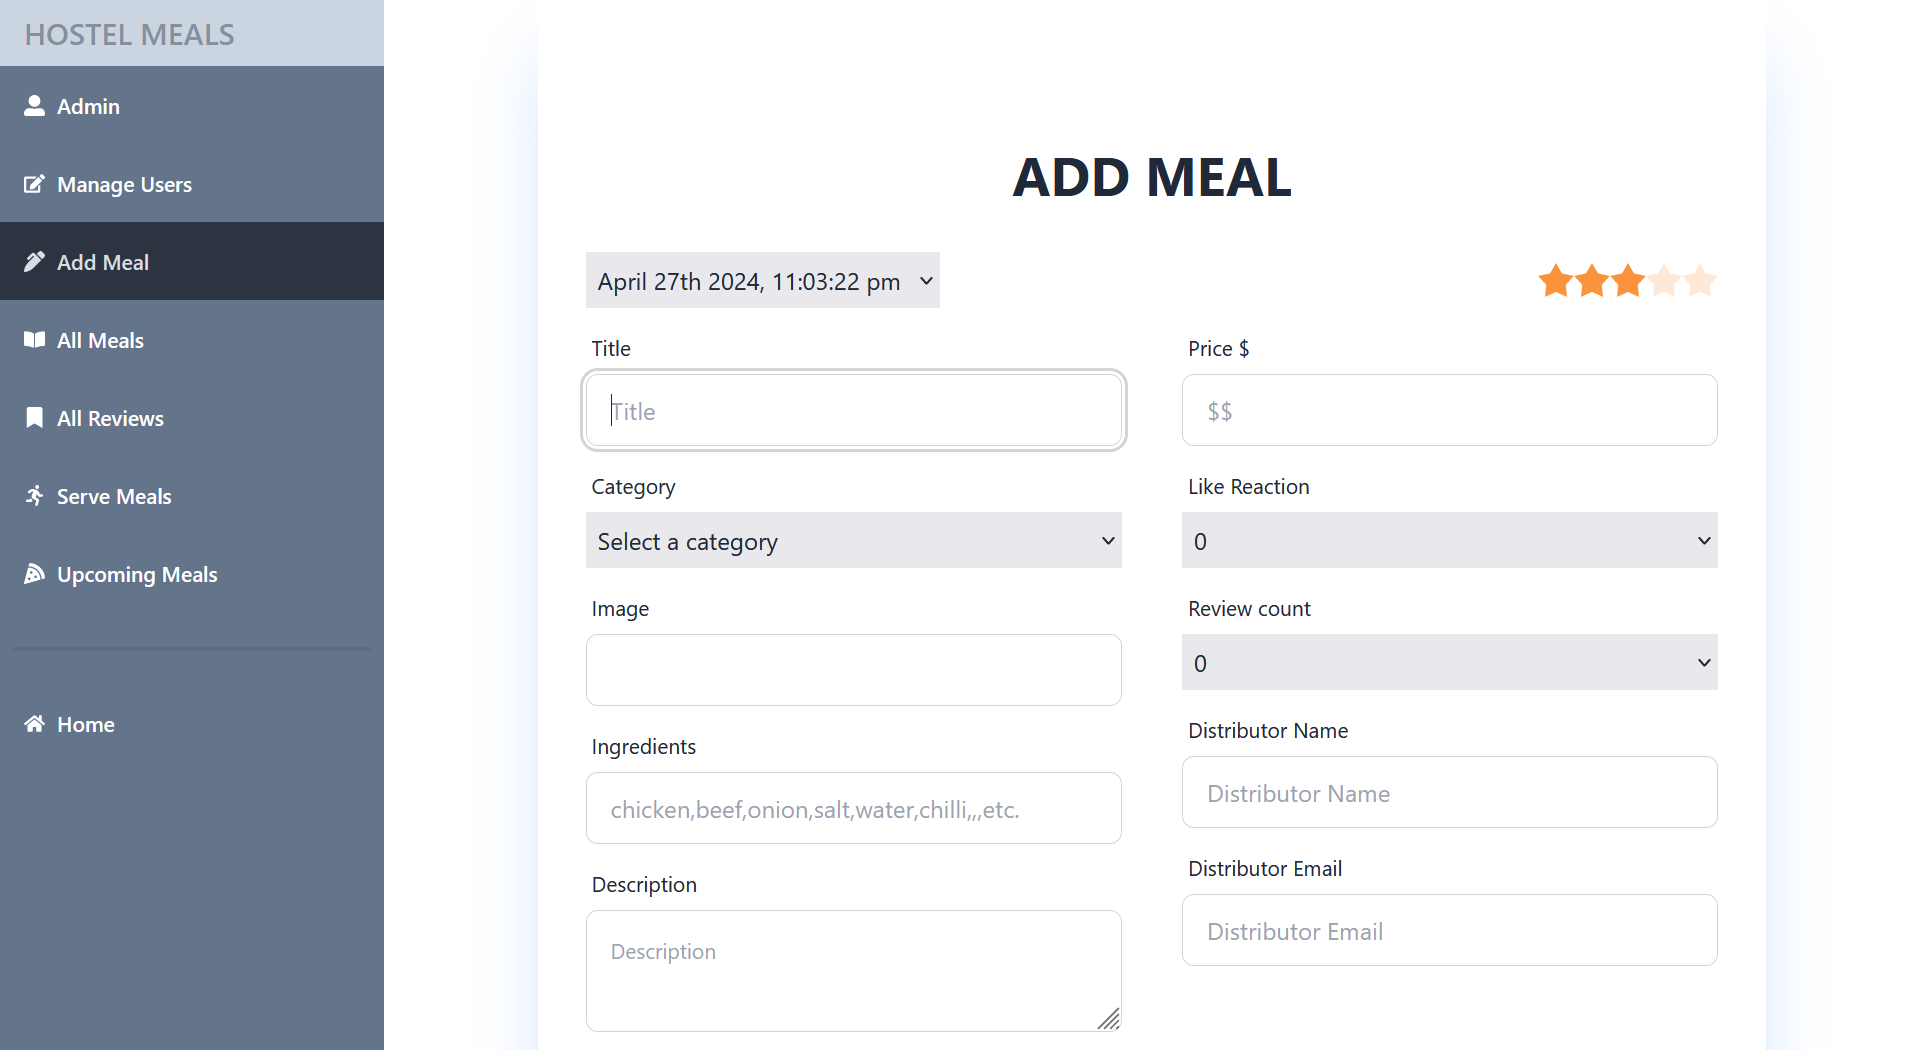 HOSTEL MEALS
Admin
Manage Users
Add Meal
All Meals
All Reviews
Serve Meals
Upcoming Meals
Home
ADD MEAL
April 27th 2024, 11:03:22 pm
Title
Title
Category
Select a category
Image
Ingredients
chicken,beef,onion,salt,water,chilli,,,etc.
Description
Description
Price $
$$
Like Reaction
0
Review count
0
Distributor Name
Distributor Name
Distributor Email
Distributor Email